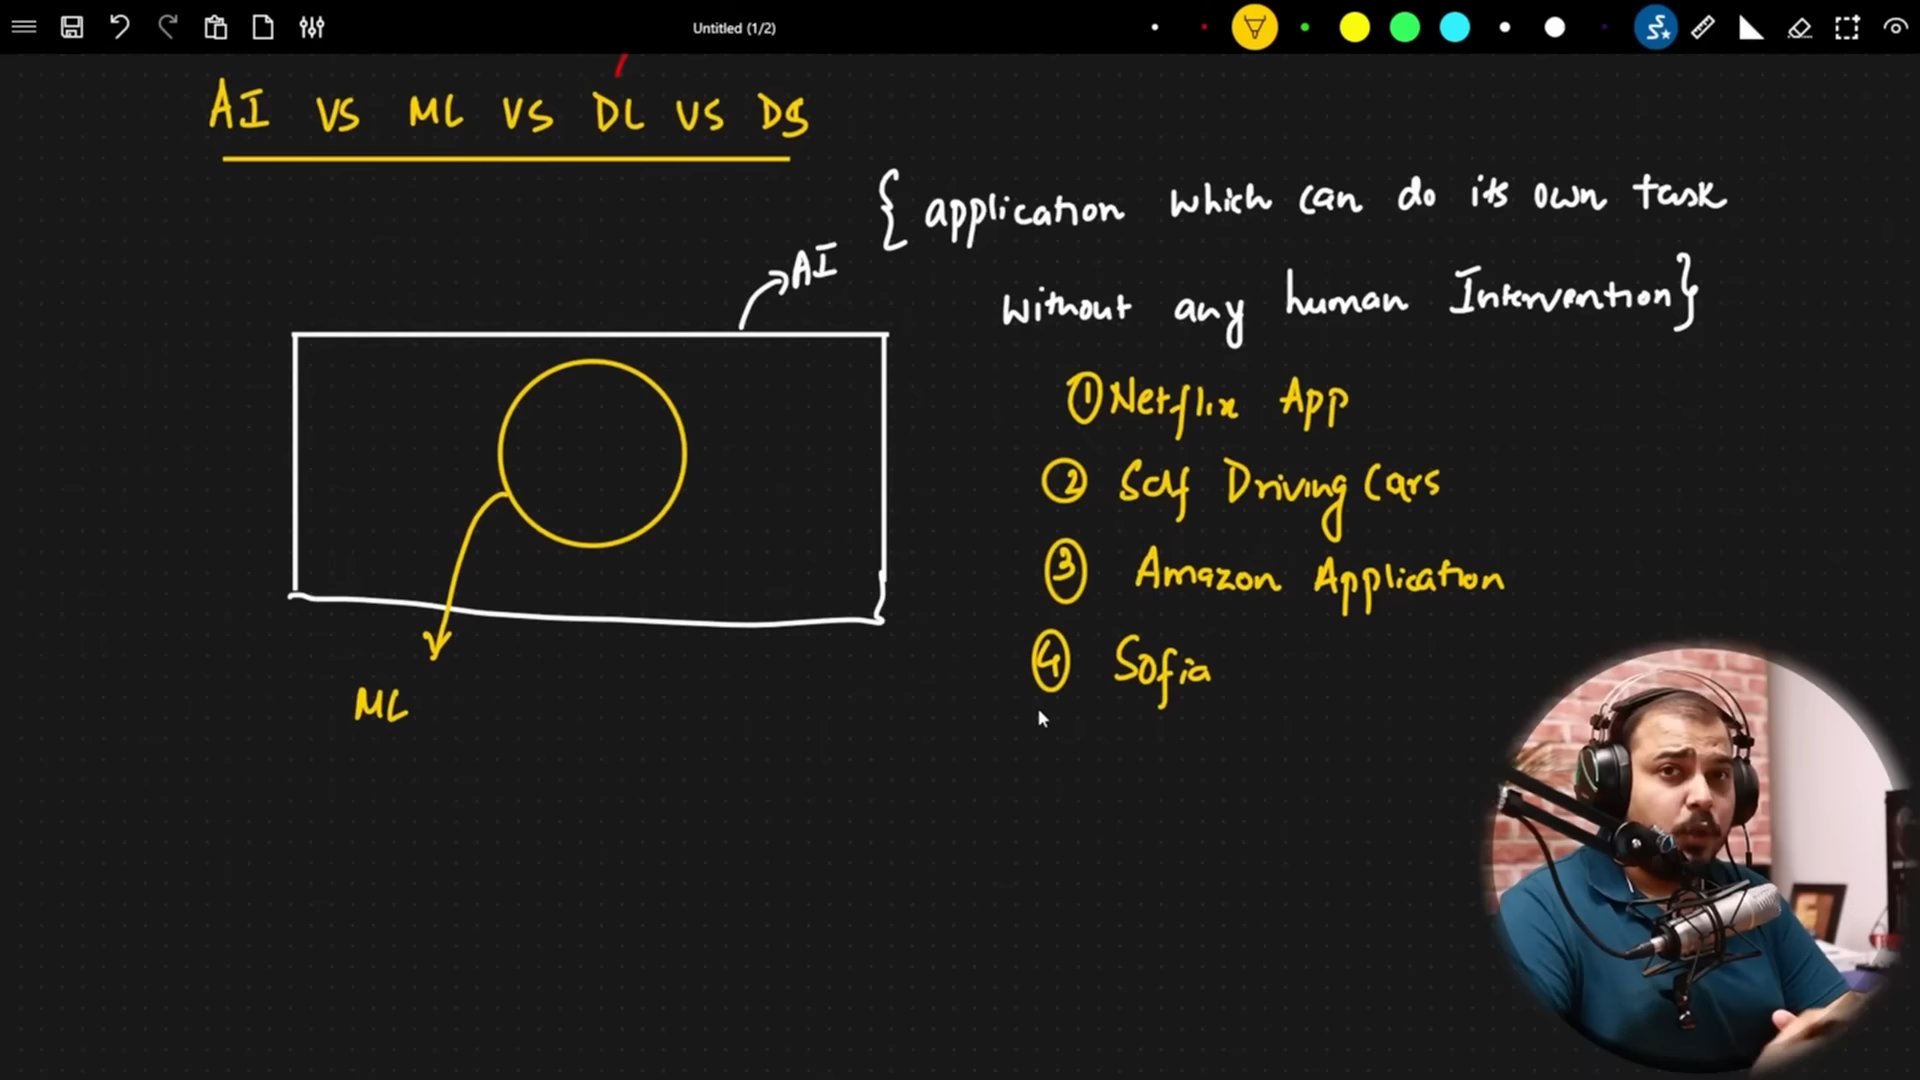 Untitled (1/2)
AI VS ML VS DL VS DS
{ application which can do its own task
without any human Intervention}
AI
① Netflix App
② Self Driving Cars
③ Amazon Application
④ Sofia
ML